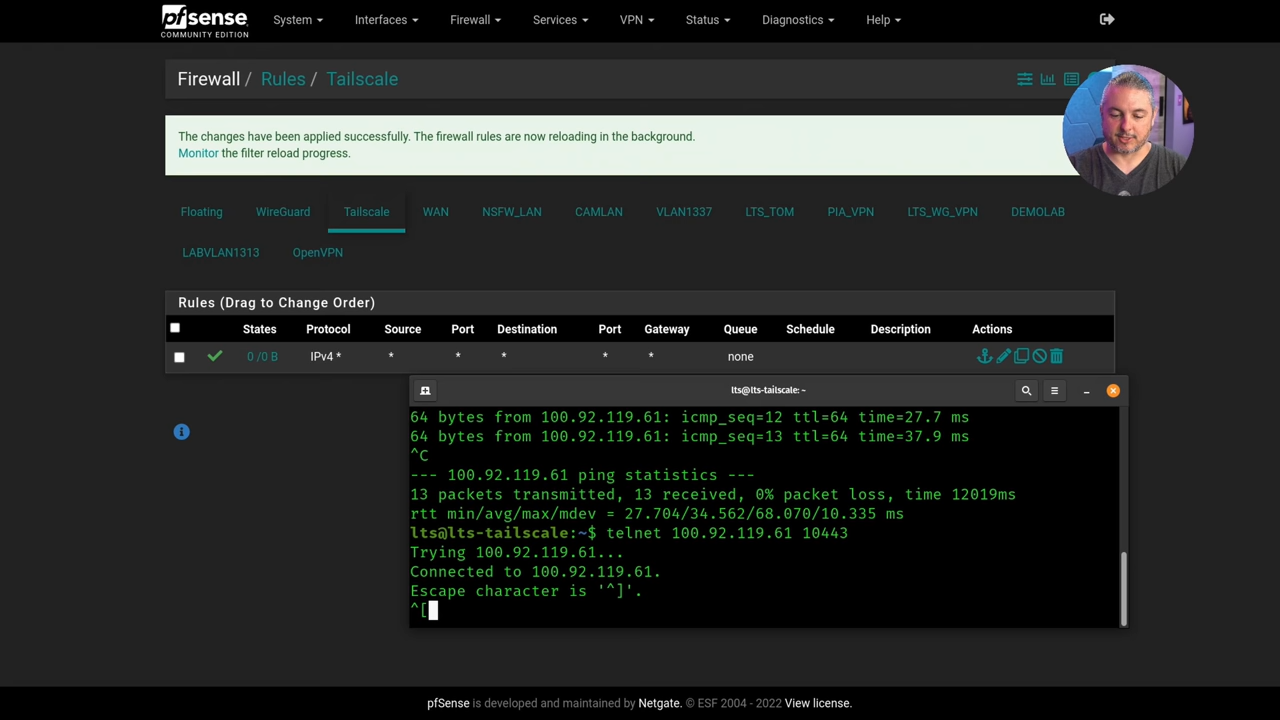 pfsense
COMMUNITY EDITION
System Interfaces Firewall Services VPN Status Diagnostics Help
Firewall / Rules / Tailscale
The changes have been applied successfully. The firewall rules are now reloading in the background.
Monitor the filter reload progress.
Floating WireGuard Tailscale WAN NSFW_LAN CAMLAN VLAN1337 LTS_TOM PIA_VPN LTS_WG_VPN DEMOLAB
LABVLAN1313 OpenVPN
Rules (Drag to Change Order)
States Protocol Source Port Destination Port Gateway Queue Schedule Description Actions
0 /0 B IPv4 * * * * * * none
lts@lts-tailscale: ~
64 bytes from 100.92.119.61: icmp_seq=12 ttl=64 time=27.7 ms
64 bytes from 100.92.119.61: icmp_seq=13 ttl=64 time=37.9 ms
^C
--- 100.92.119.61 ping statistics ---
13 packets transmitted, 13 received, 0% packet loss, time 12019ms
rtt min/avg/max/mdev = 27.704/34.562/68.070/10.335 ms
lts@lts-tailscale:~$ telnet 100.92.119.61 10443
Trying 100.92.119.61...
Connected to 100.92.119.61.
Escape character is '^]'.
^[
pfSense is developed and maintained by Netgate. © ESF 2004 - 2022 View license.